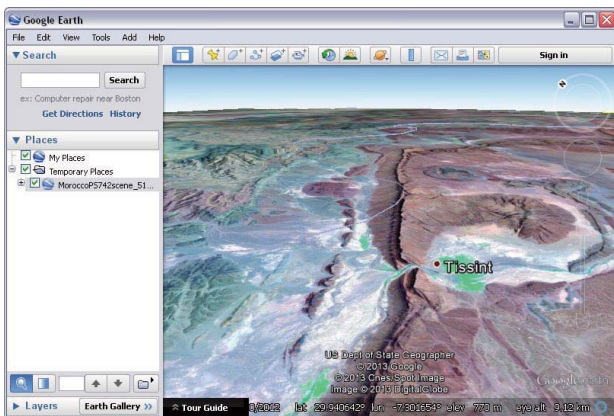 Google Earth
File Edit View Tools Add Help
Search
Search
ex: Computer repair near Boston
Get Directions History
Places
My Places
Temporary Places
MoroccoPS742scene_51...
Layers
Earth Gallery »
Sign in
Tissint
US Dept of State Geographer
© 2013 Google
© 2013 Cnes/Spot Image
Image © 2013 DigitalGlobe
Google earth
Tour Guide
/2012 lat 29.940642° lon -7.301654° elev 770 m eye alt 9.12 km